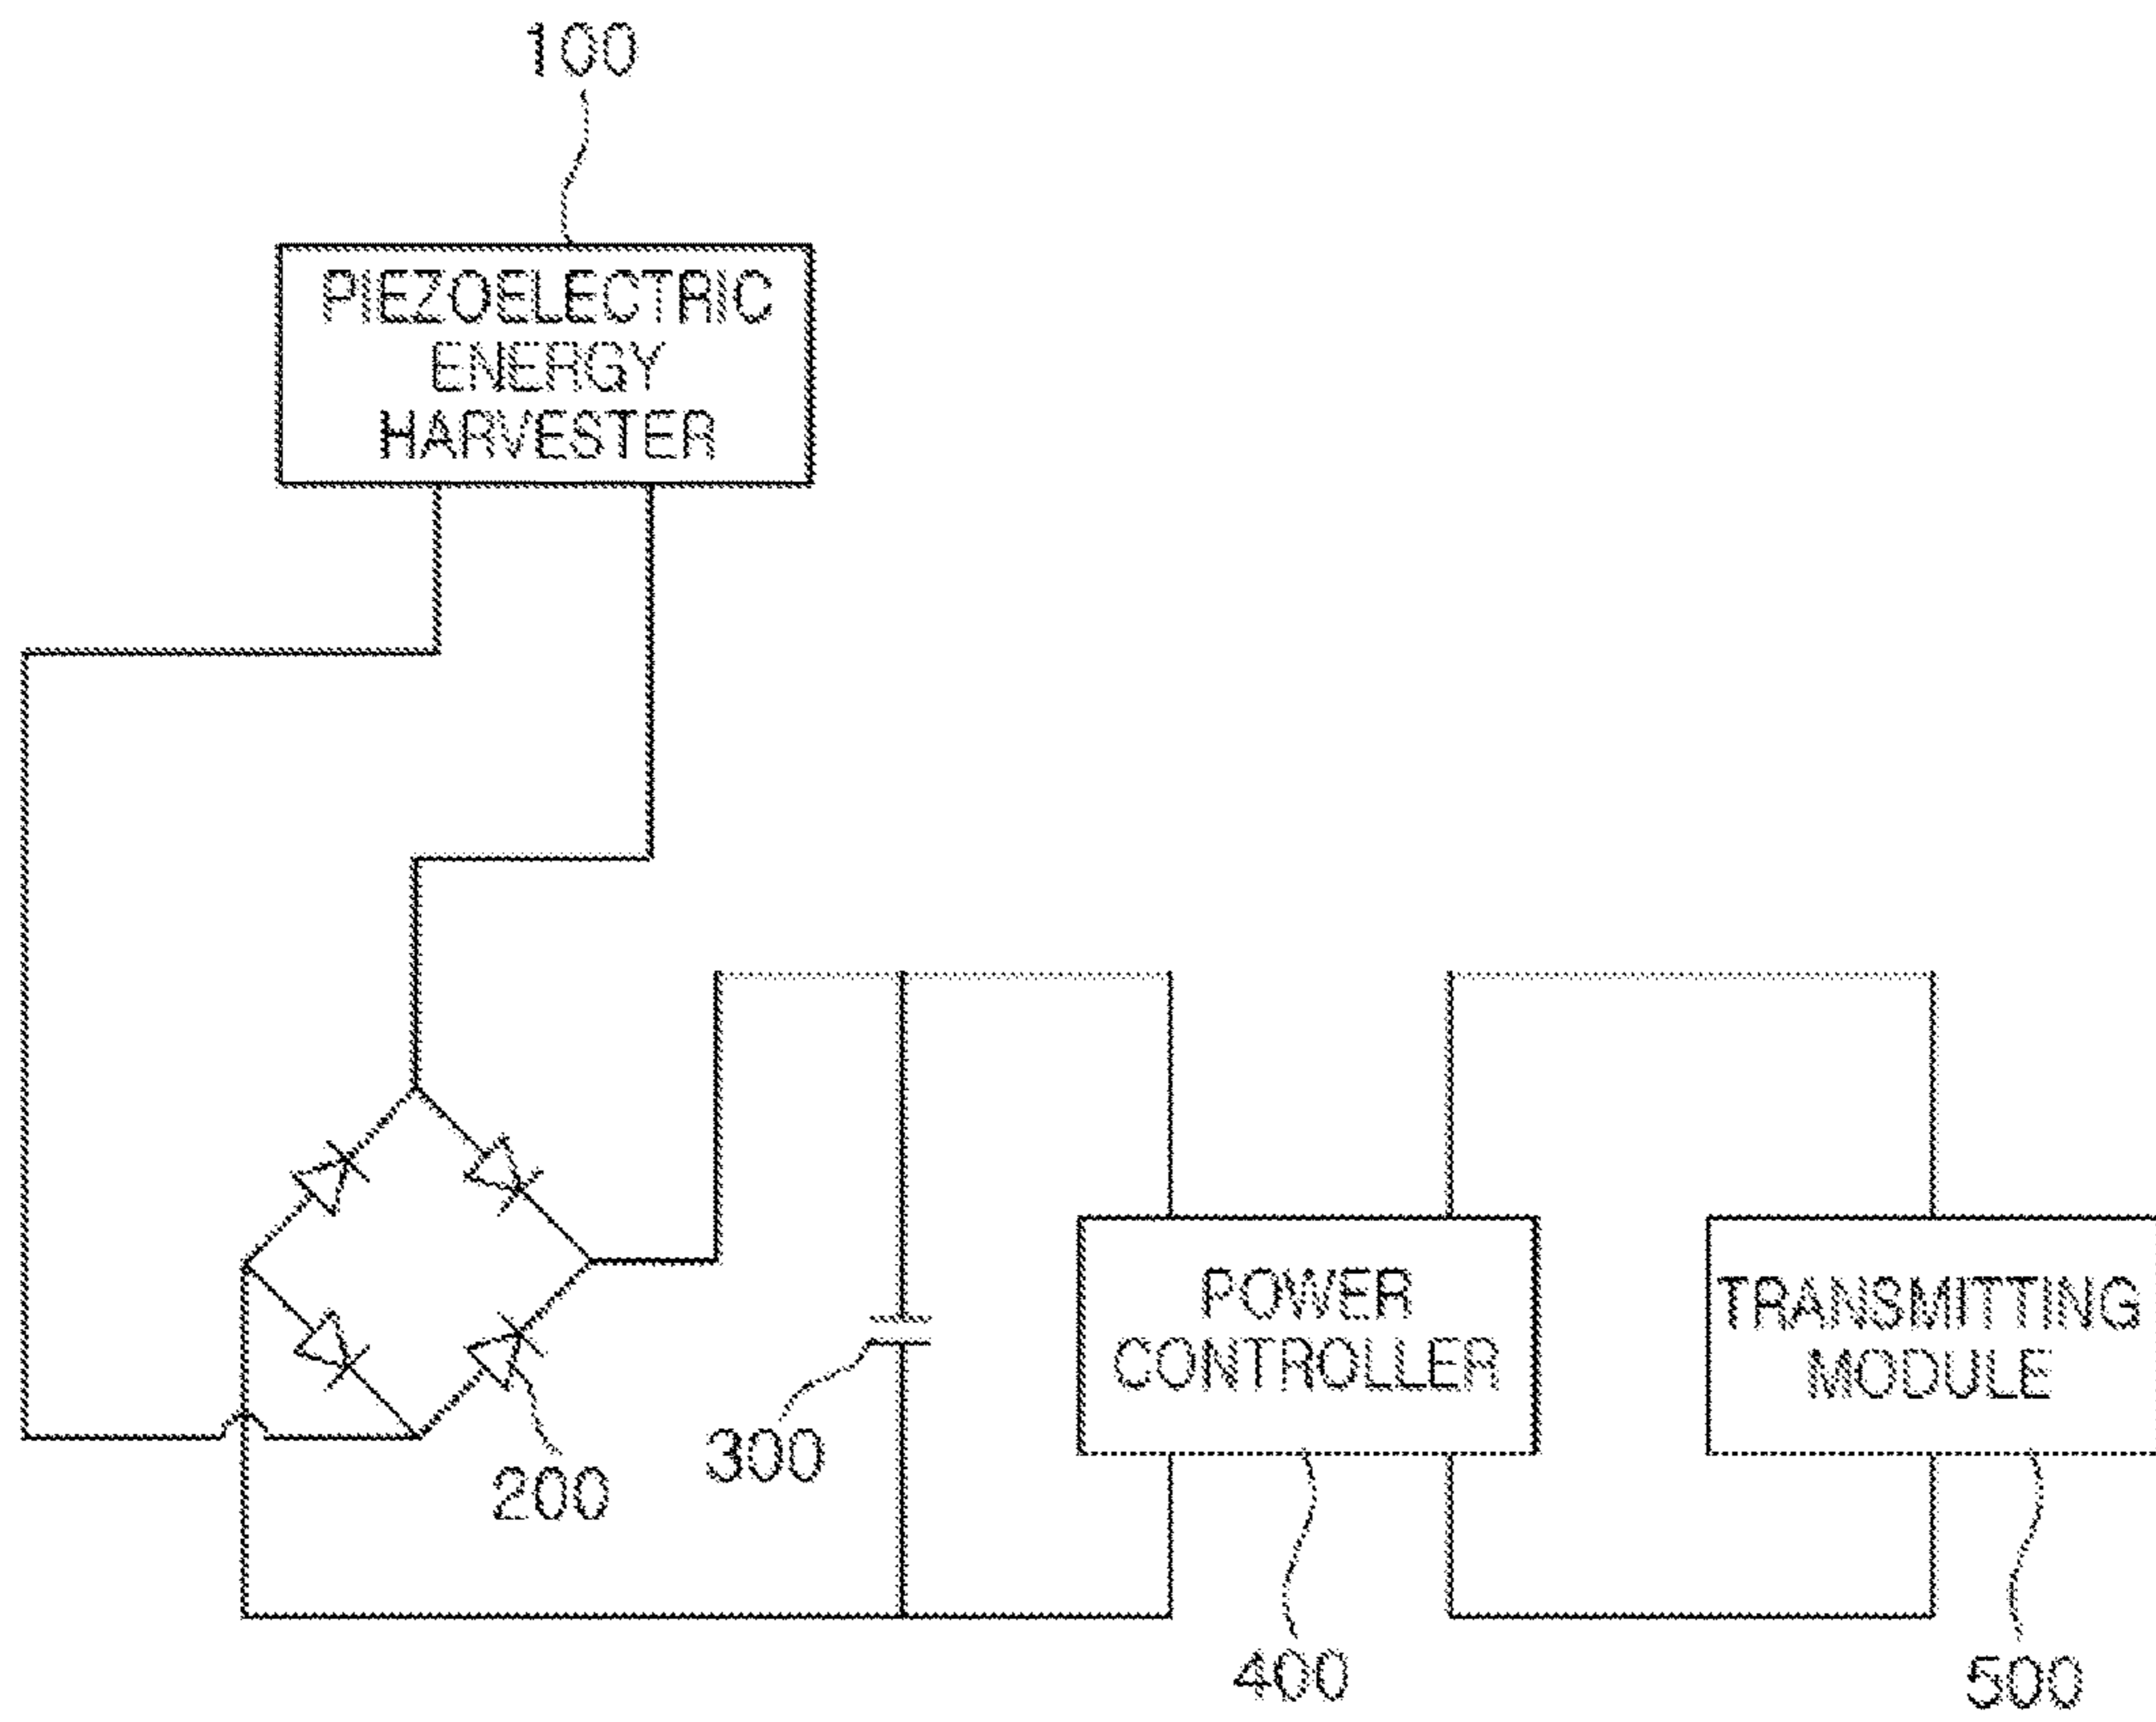 100
PIEZOELECTRIC
ENERGY
HARVESTER
POWER
CONTROLLER
TRANSMITTING
MODULE
200
300
400
500